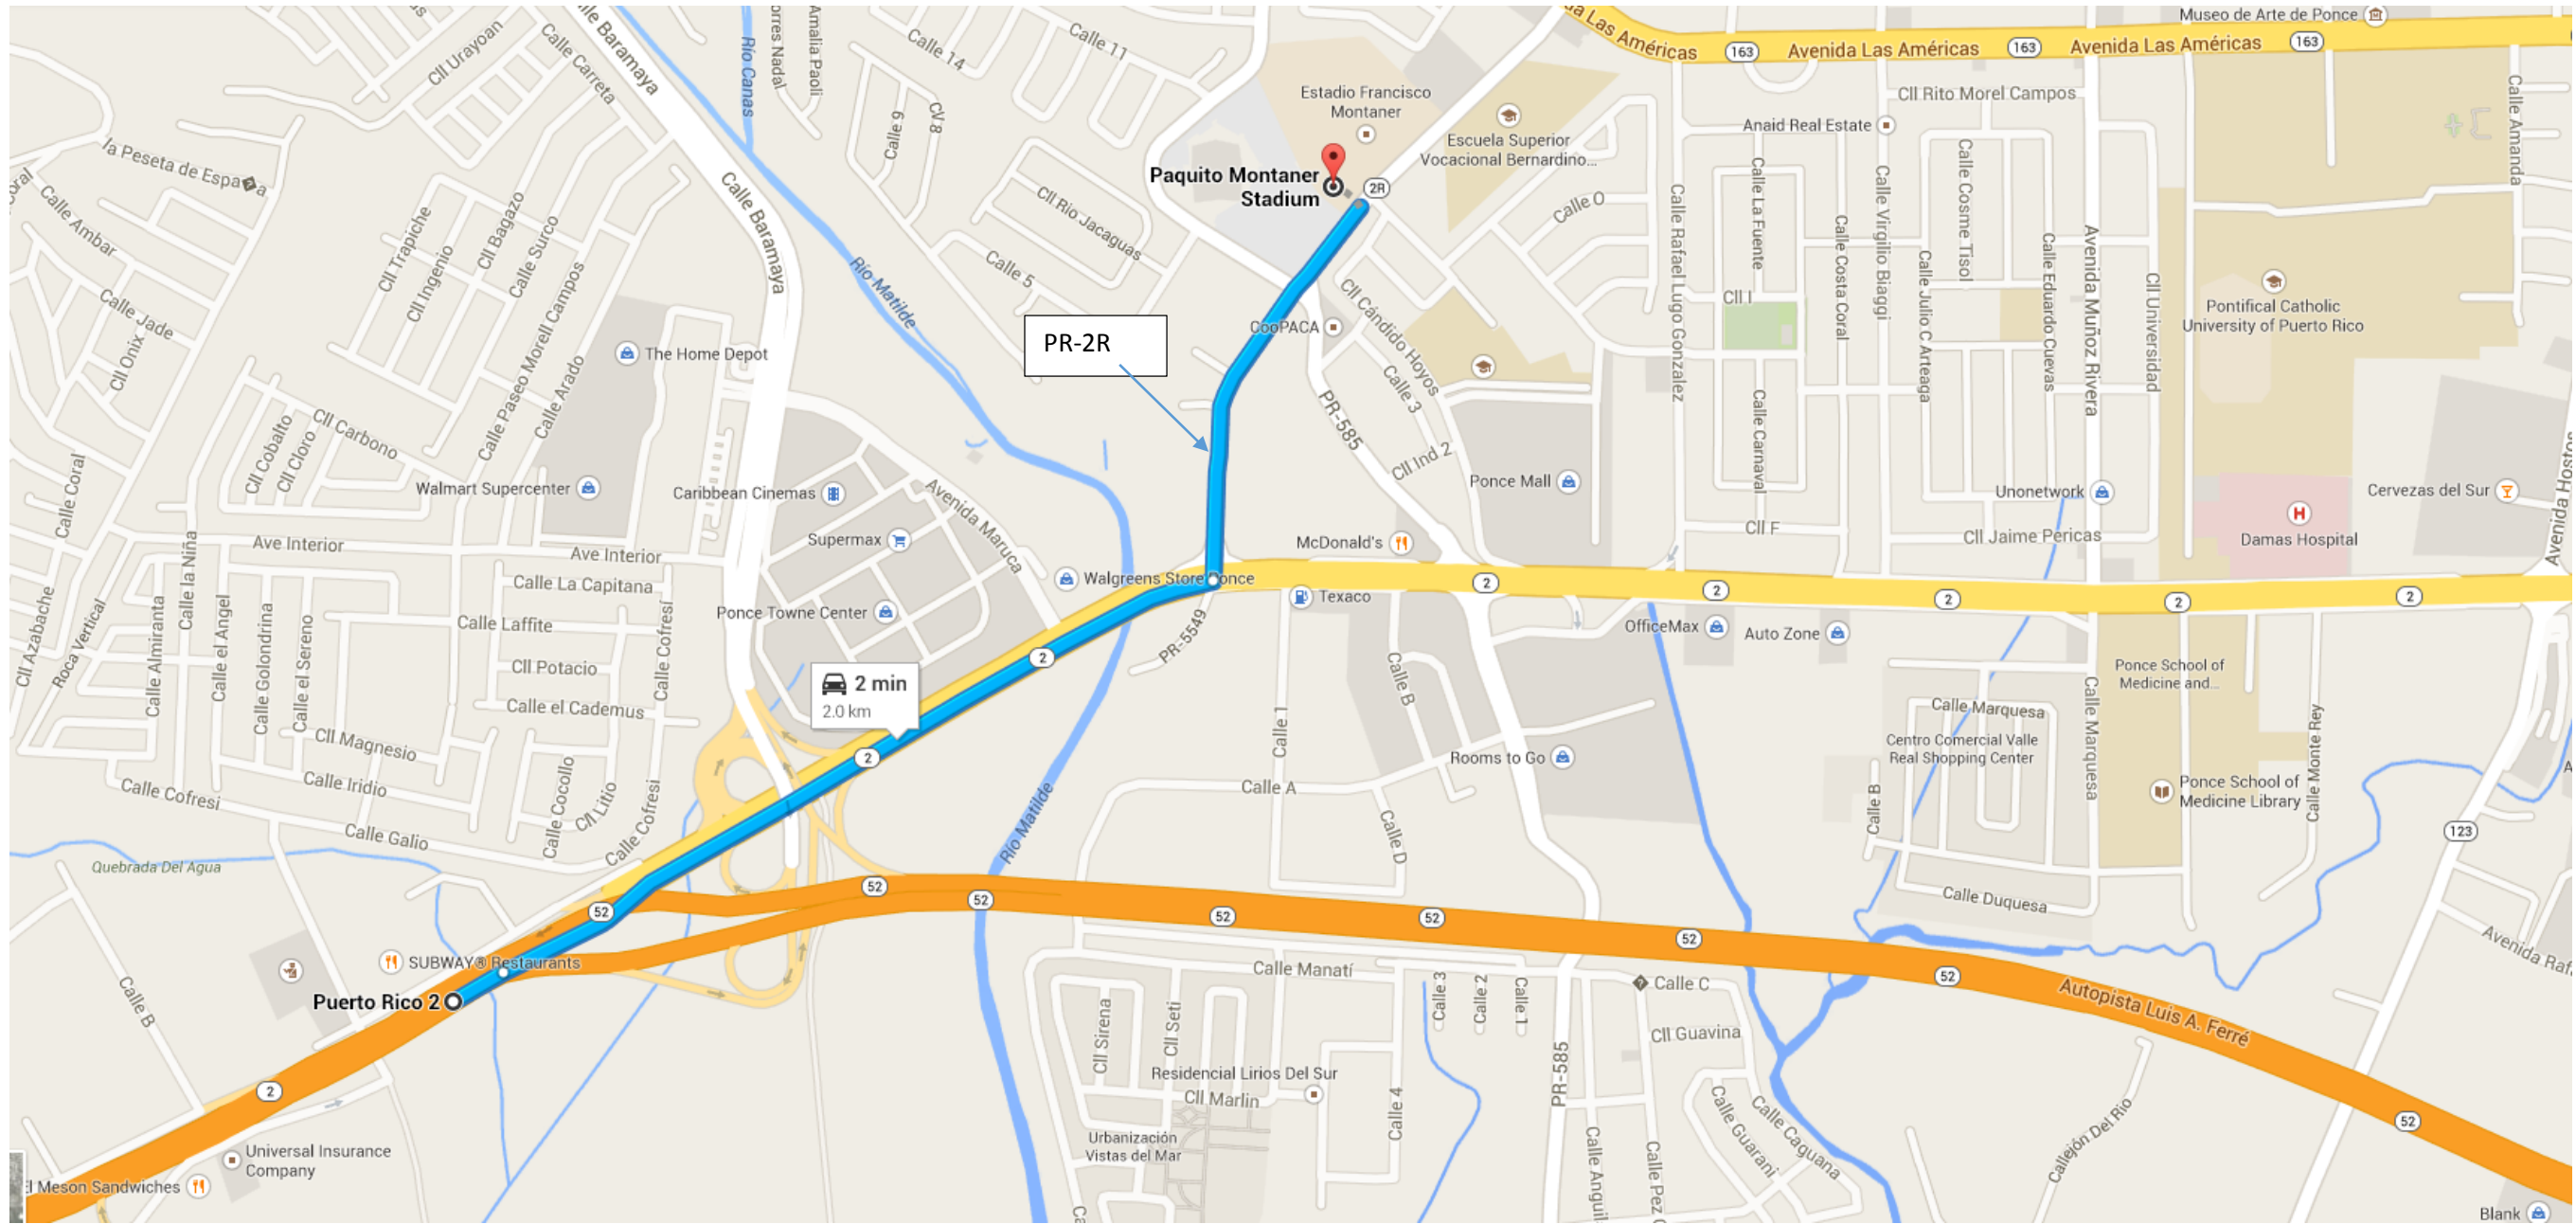 Museo de Arte de Ponce
da Las Américas
163
Avenida Las Américas
163
Avenida Las Américas
163
lle Baramaya
Cll Urayoan
Calle Carreta
Río Canas
orres Nadal
Amalia Paoli
Calle 14
Calle 11
Calle 9
CV 8
Estadio Francisco
Montaner
Escuela Superior
Vocacional Bernardino...
Cll Rito Morel Campos
Anaid Real Estate
Calle Amanda
la Peseta de Espa�a
Calle Baramaya
Paquito Montaner
Stadium
2R
Calle O
oral
Calle Ambar
Cll Trapiche
Cll Ingenio
Cll Bagazo
Calle Surco
Cll Rio Jacaguas
Calle 5
Río Matilde
Calle Rafael Lugo Gonzalez
Calle La Fuente
Calle Costa Coral
Calle Virgilio Biaggi
Calle Cosme Tisol
Calle Julio C Arteaga
Calle Eduardo Cuevas
Avenida Muñoz Rivera
Cll Universidad
Pontifical Catholic
University of Puerto Rico
Calle Jade
Cll Onix
Calle Paseo Morell Campos
Calle Arado
The Home Depot
PR-2R
CooPACA
Cll Cándido Hoyos
Calle 3
Cll I
Cll Cobalto
Cll Cloro
Cll Carbono
PR-585
Cll Ind 2
Calle Carnaval
Calle Coral
Walmart Supercenter
Caribbean Cinemas
Avenida Maruca
Ponce Mall
Unonetwork
Cervezas del Sur
Damas Hospital
Avenida Hostos
Supermax
McDonald's
Cll F
Cll Jaime Pericas
Ave Interior
Ave Interior
Calle la Niña
Calle La Capitana
Walgreens Store Ponce
2
2
2
2
2
Texaco
Cll Azabache
Roca Vertical
Calle Almiranta
Calle el Angel
Calle Golondrina
Calle el Sereno
Calle Laffite
Cll Potacio
Calle el Cademus
Calle Cofresí
Ponce Towne Center
PR-5549
2
OfficeMax
Auto Zone
Ponce School of
Medicine and...
2 min
2.0 km
2
Calle 1
Calle B
Calle Marquesa
Calle Marquesa
Calle Monte Rey
Cll Magnesio
Calle Iridio
Calle Cofresi
Calle Galio
Calle Cocollo
C/l Litio
Calle Cofresi
Centro Comercial Valle
Real Shopping Center
Rooms to Go
Calle A
Calle D
Calle B
Ponce School of
Medicine Library
123
Río Matilde
Quebrada Del Agua
52
52
52
52
52
52
52
52
Calle Duquesa
Avenida Raf
SUBWAY® Restaurants
Puerto Rico 2
Calle B
Calle Manatí
Calle 3
Calle 2
Calle 1
Calle C
Autopista Luis A. Ferré
Cll Sirena
Cll Seti
Cll Guavina
2
Residencial Lirios Del Sur
Cll Marlin
Calle 4
PR-585
Calle Guarani
Calle Caguana
Callejón Del Rio
Urbanización
Vistas del Mar
Calle Anguil
Calle Pez
Ca
Universal Insurance
Company
l Meson Sandwiches
Blank